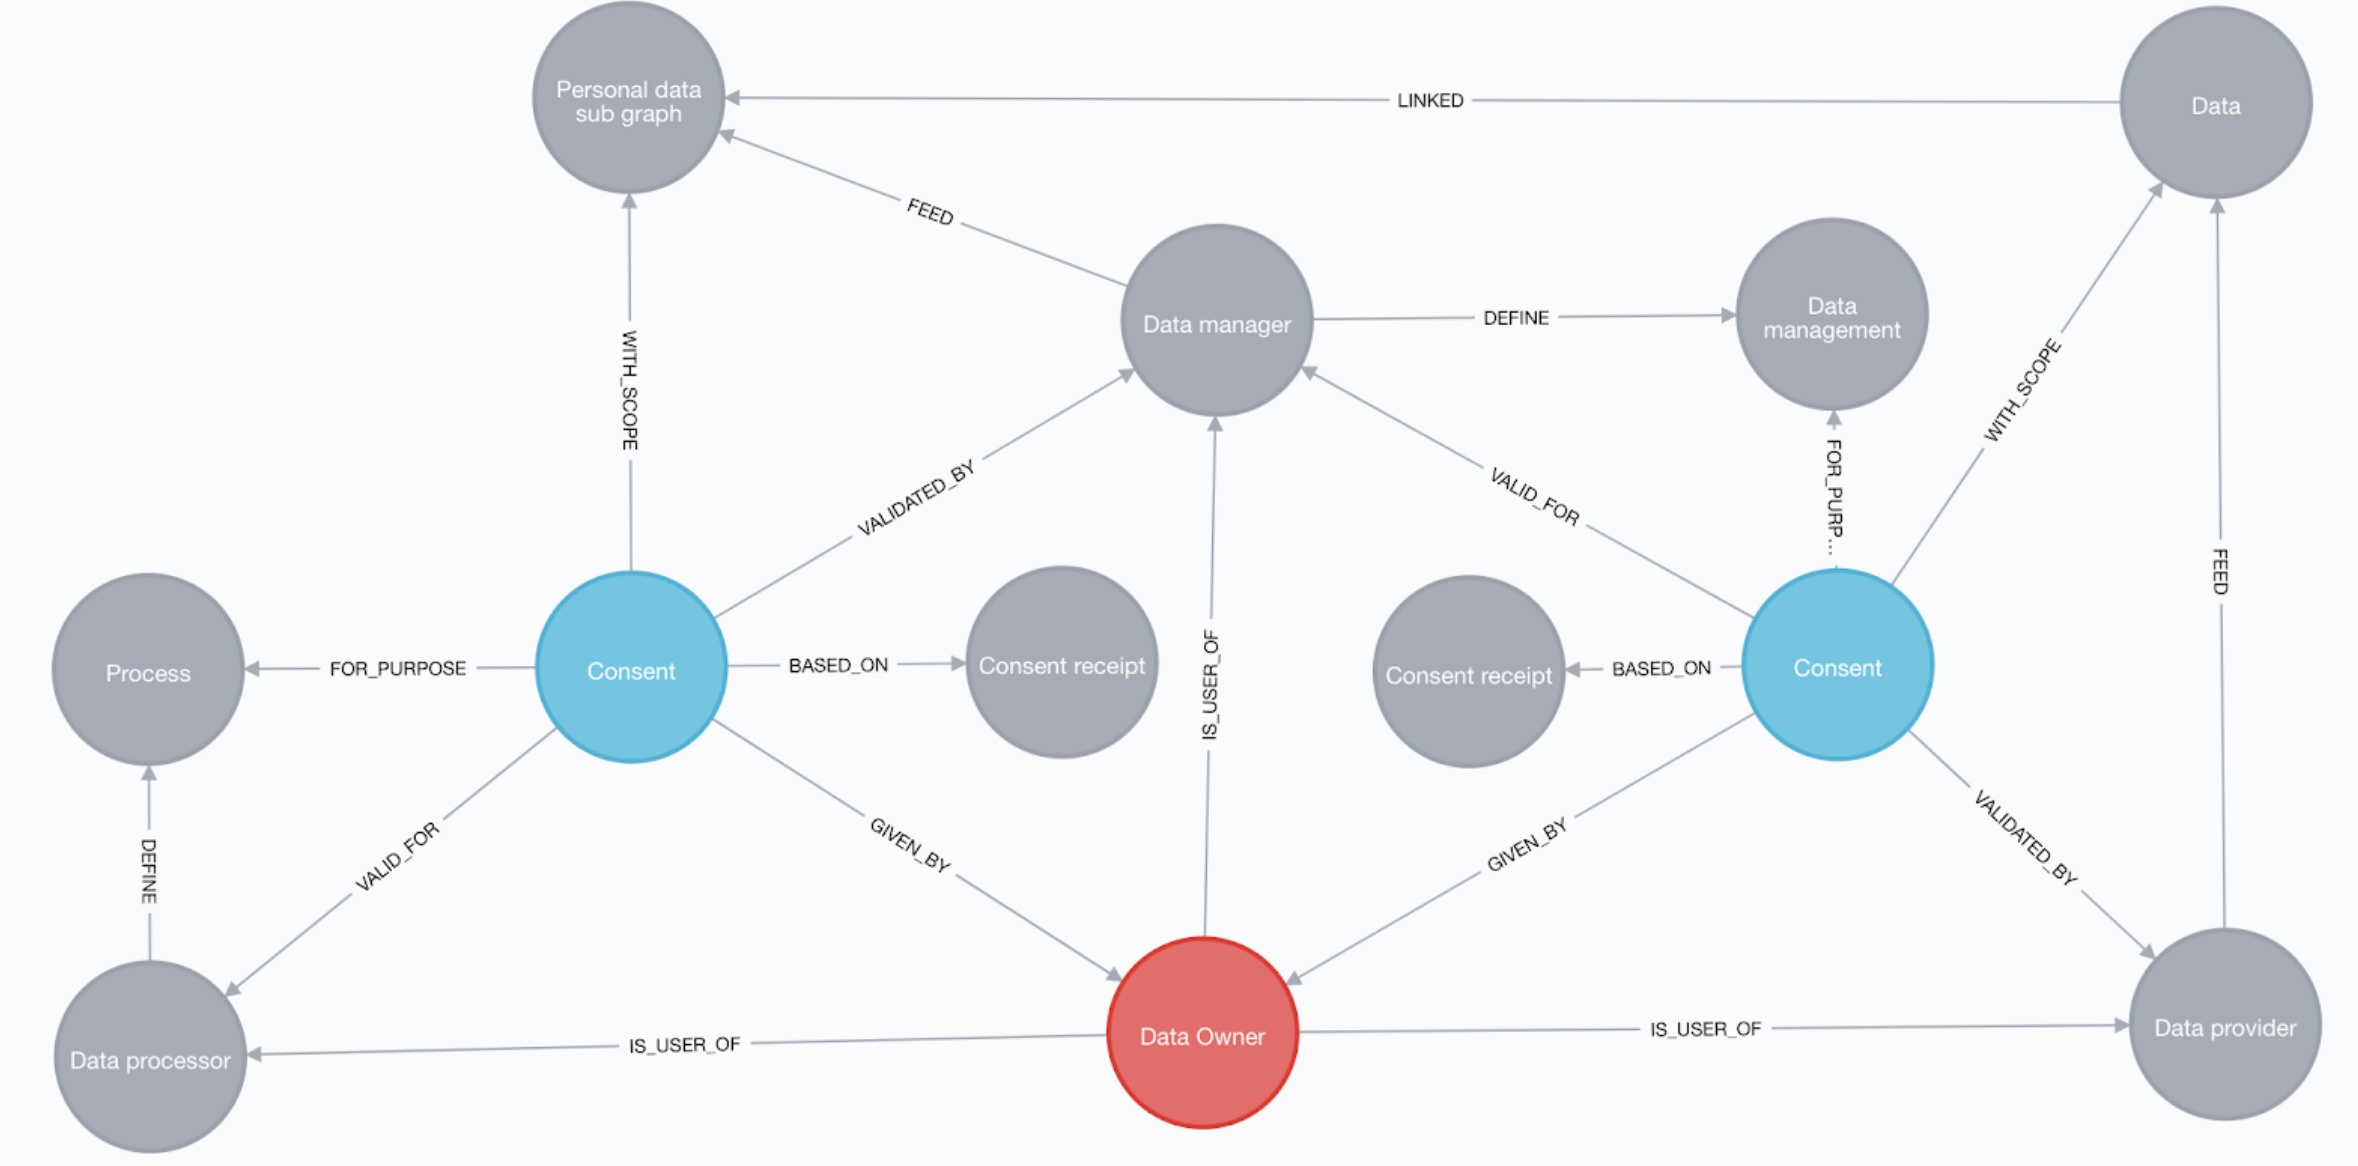 Personal data
sub graph
LINKED
Data
FEED
Data manager
DEFINE
Data
management
WITH_SCOPE
WITH_SCOPE
VALIDATED_BY
VALID_FOR
FOR_PURP...
FEED
Process
FOR_PURPOSE
Consent
BASED_ON
Consent receipt
IS_USER_OF
Consent receipt
BASED_ON
Consent
DEFINE
VALID_FOR
GIVEN_BY
GIVEN_BY
VALIDATED_BY
Data processor
IS_USER_OF
Data Owner
IS_USER_OF
Data provider